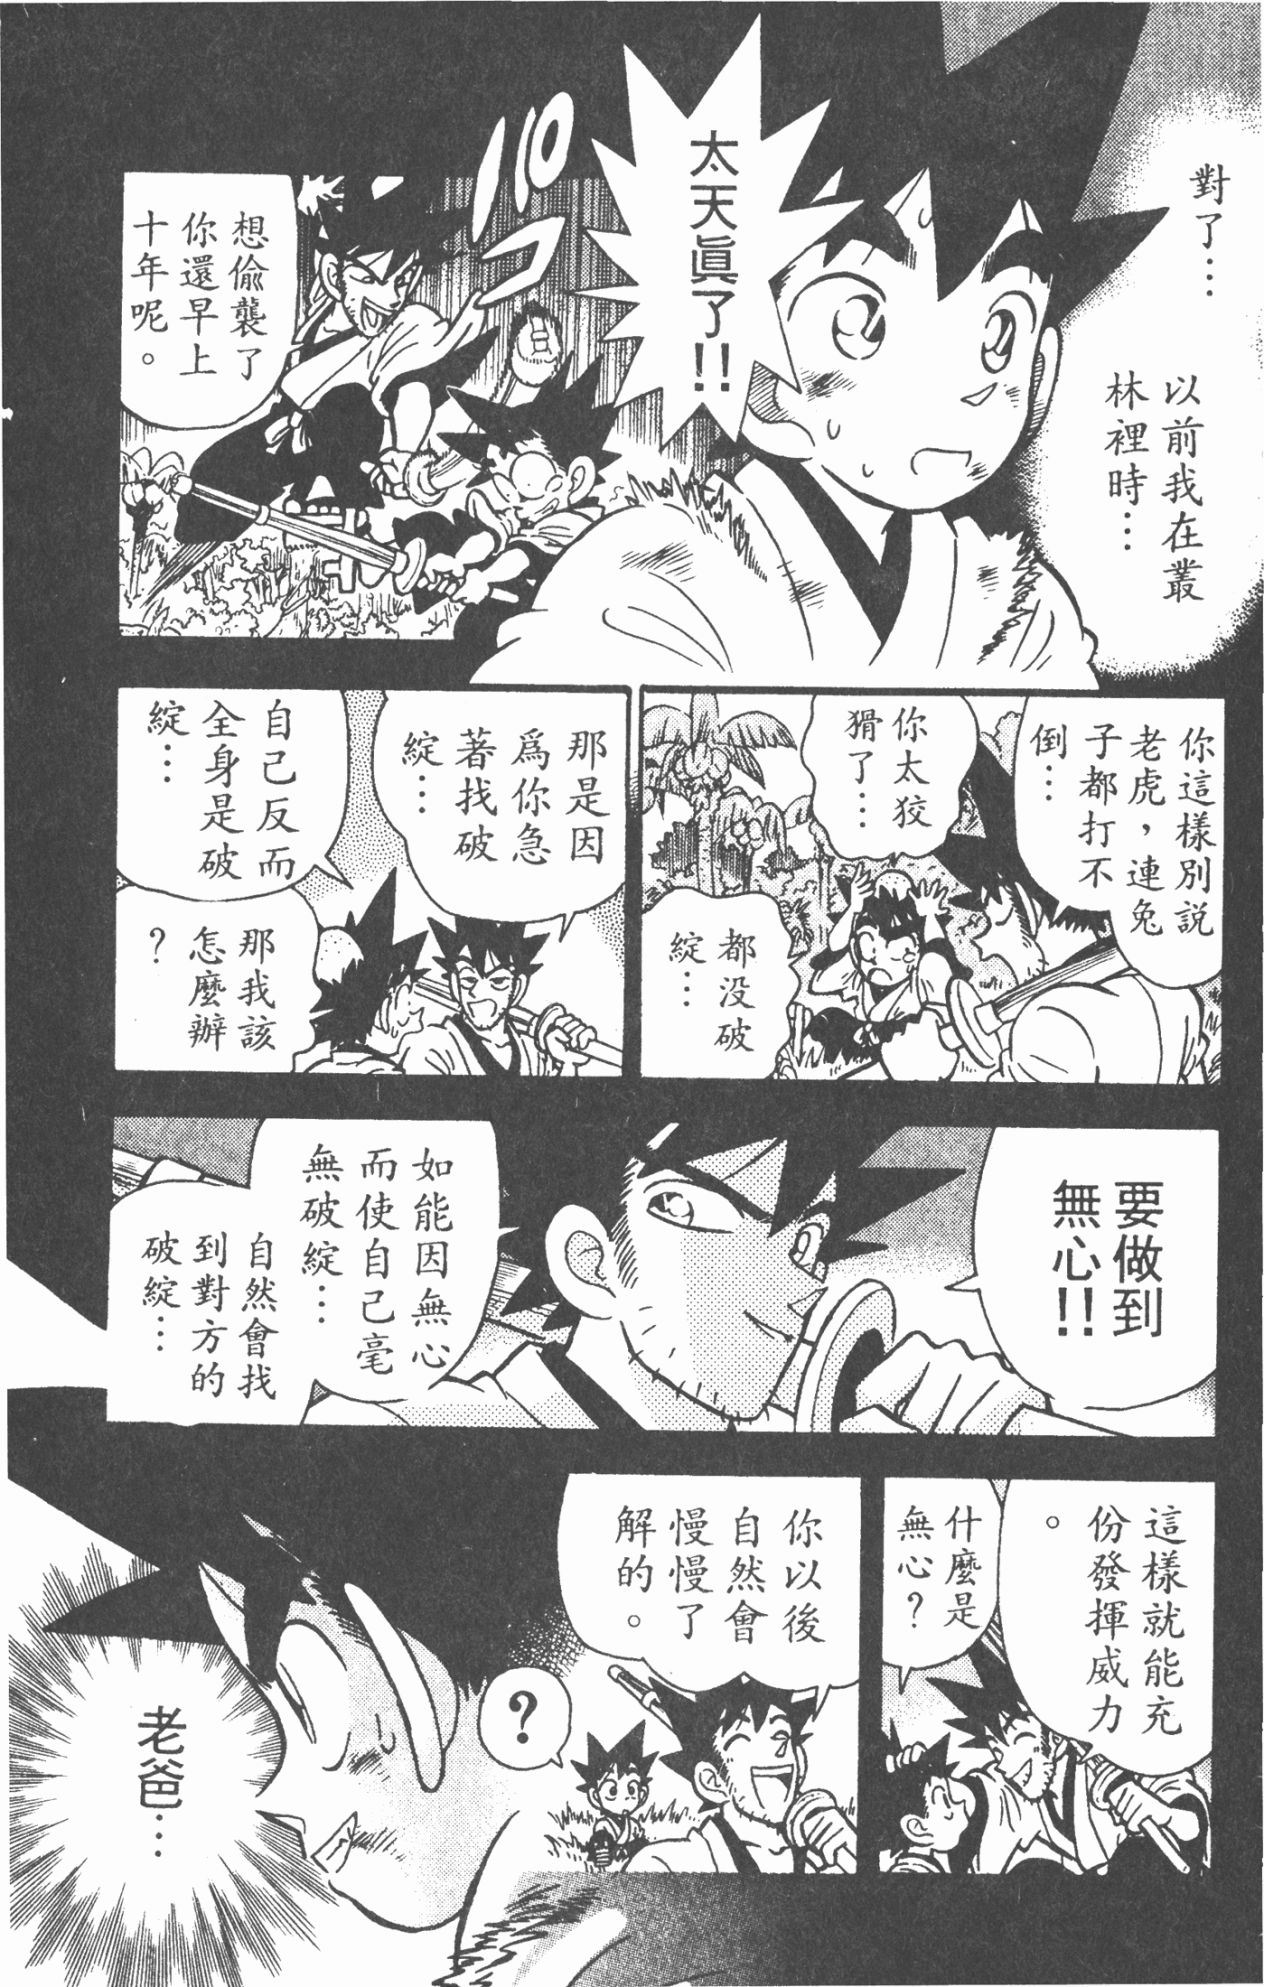 對了…
以前我在叢
林裡時…
太天眞了!!
パコ
想偷襲了
你還早上
十年呢。
你這樣別說
老虎，連兔
子都打不
倒…
你太狡
猾了…
都没破
綻…
那是因
爲你急
著找破
綻…
自己反而
全身是破
綻…
那我該
怎麼辦
?
要做到
無心!!
如能因無心
而使自己毫
無破綻…
自然會找
到對方的
破綻…
這樣就能充
份發揮威力
。
什麼是
無心?
你以後
自然會
慢慢了
解的。
?
老爸…